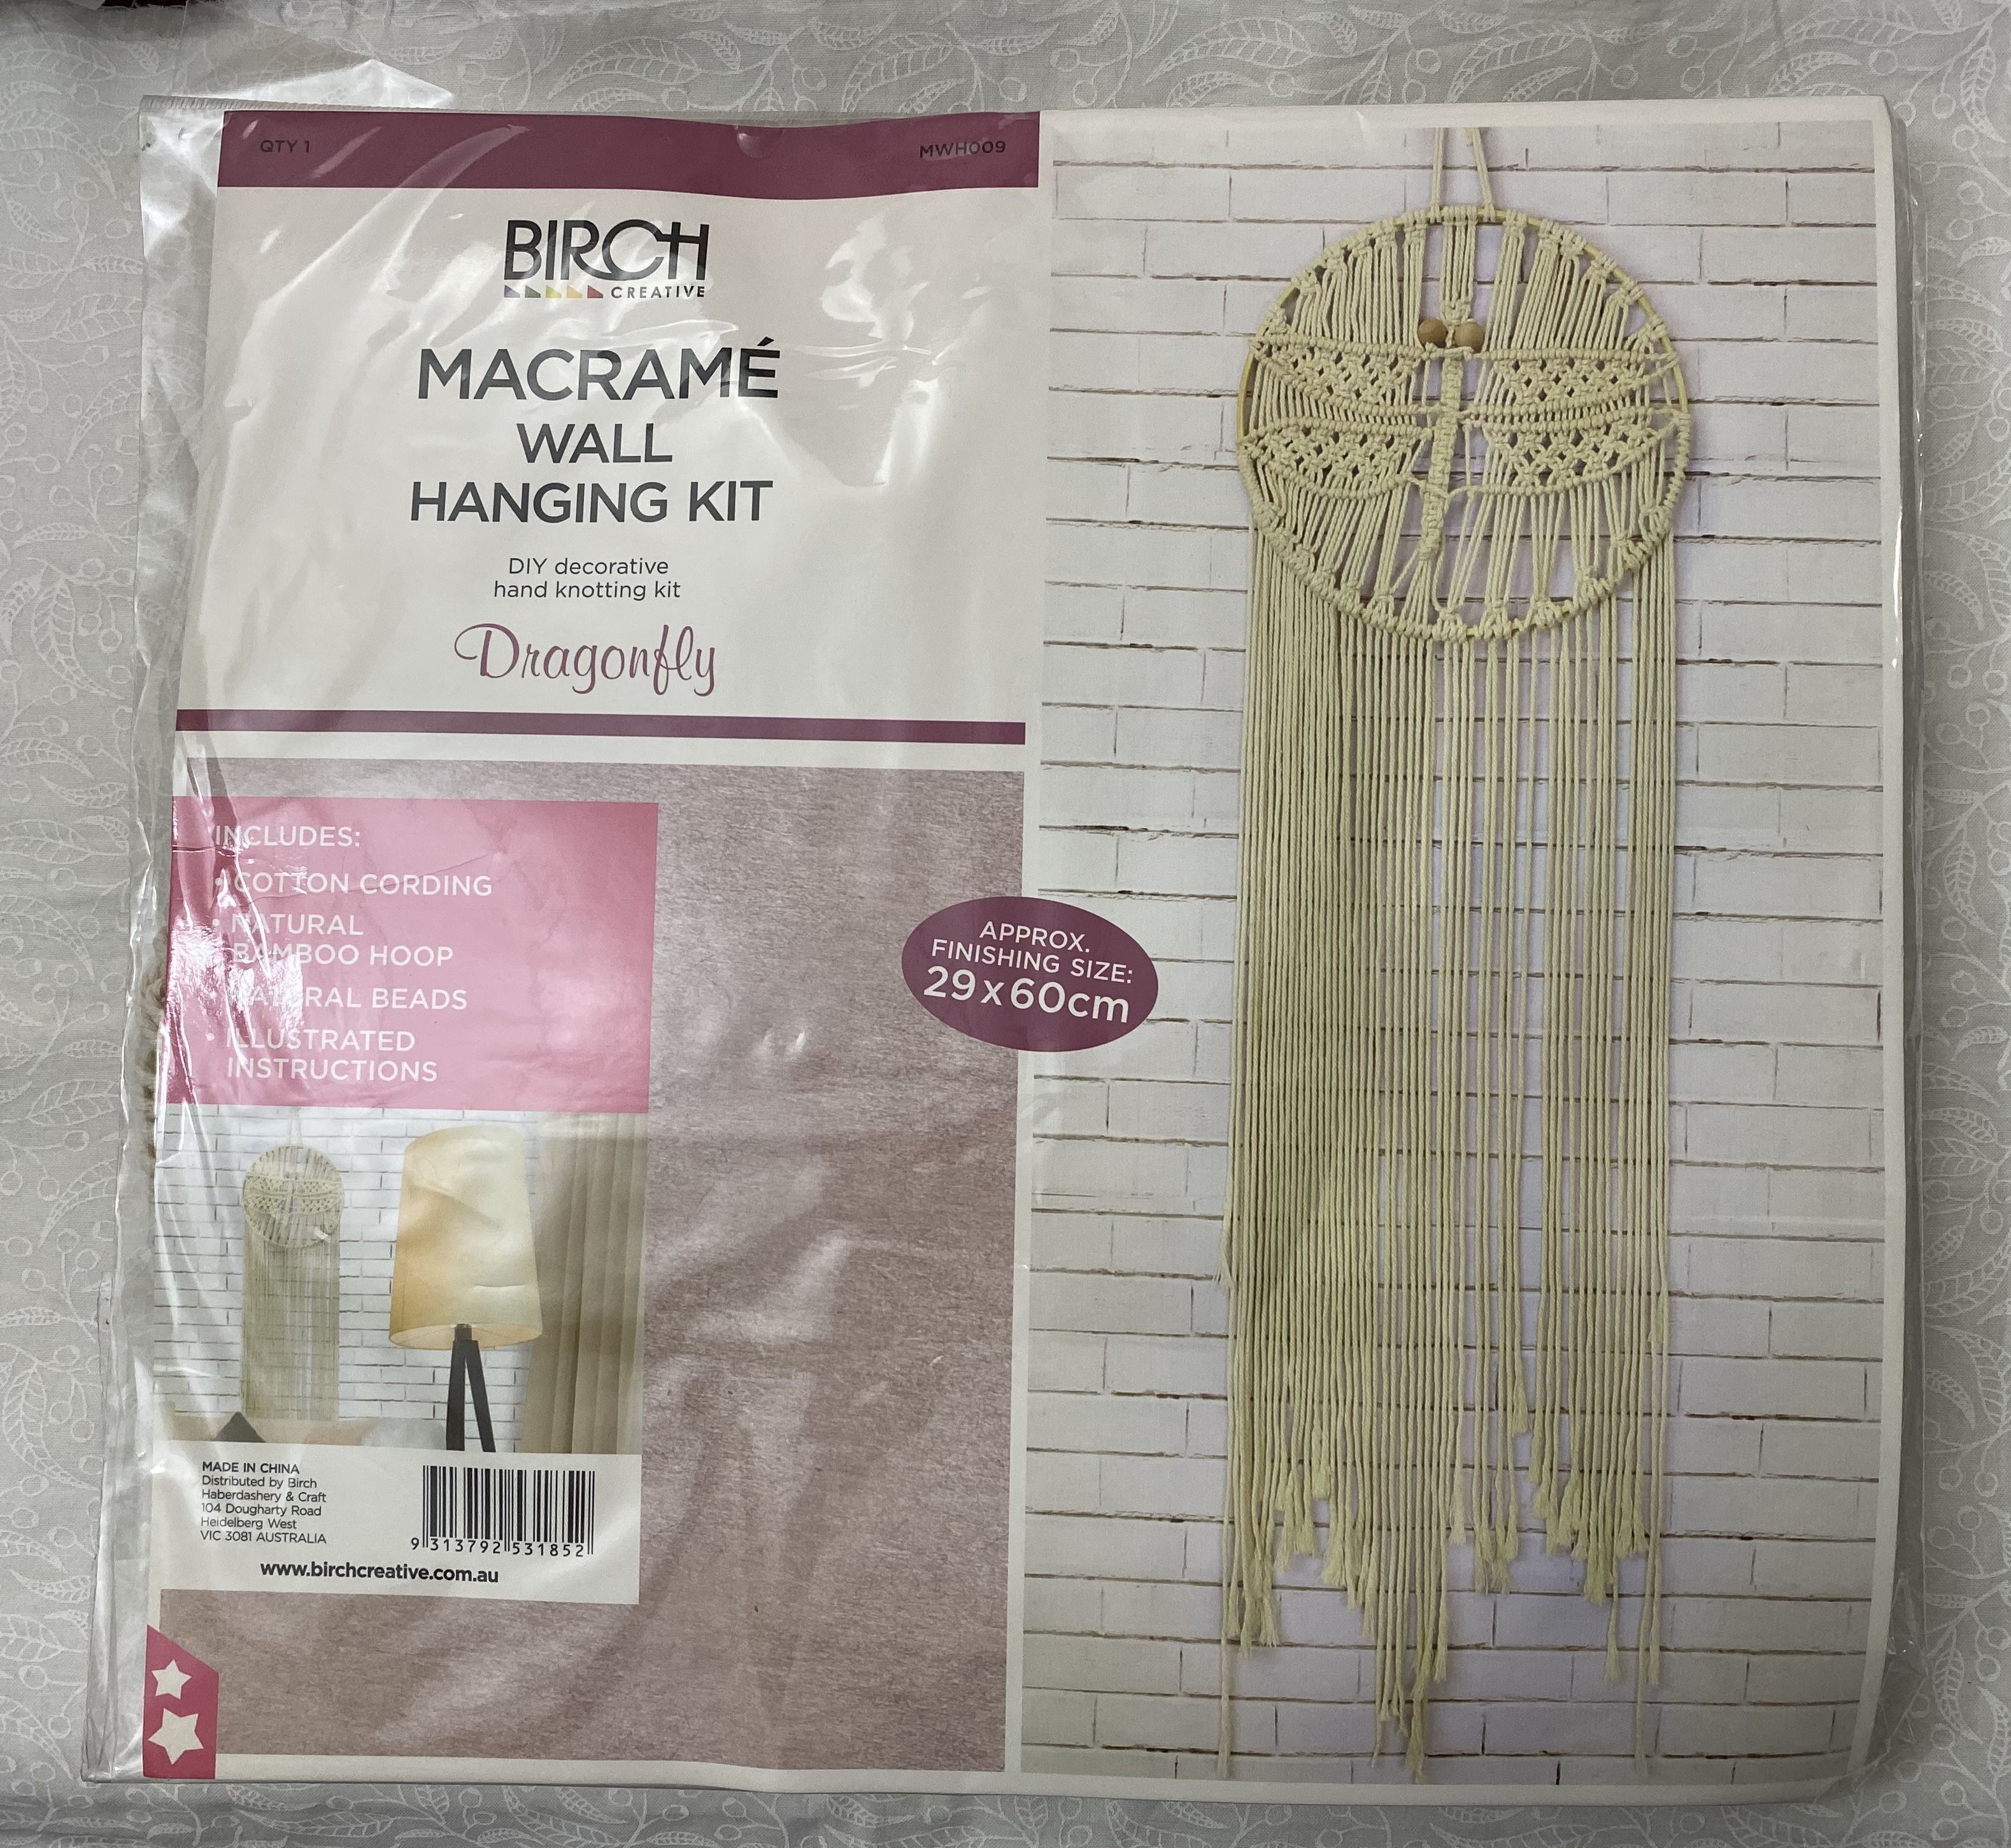 QTY 1
MWH009
BIRCH
CREATIVE
MACRAMÉ
WALL
HANGING KIT
DIY decorative
hand knotting kit
Dragonfly
INCLUDES:
• COTTON CORDING
• NATURAL
BAMBOO HOOP
• NATURAL BEADS
• ILLUSTRATED
INSTRUCTIONS
APPROX.
FINISHING SIZE:
29x60cm
MADE IN CHINA
Distributed by Birch
Haberdashery & Craft
104 Dougharty Road
Heidelberg West
VIC 3081 AUSTRALIA
9 313792 531852
www.birchcreative.com.au